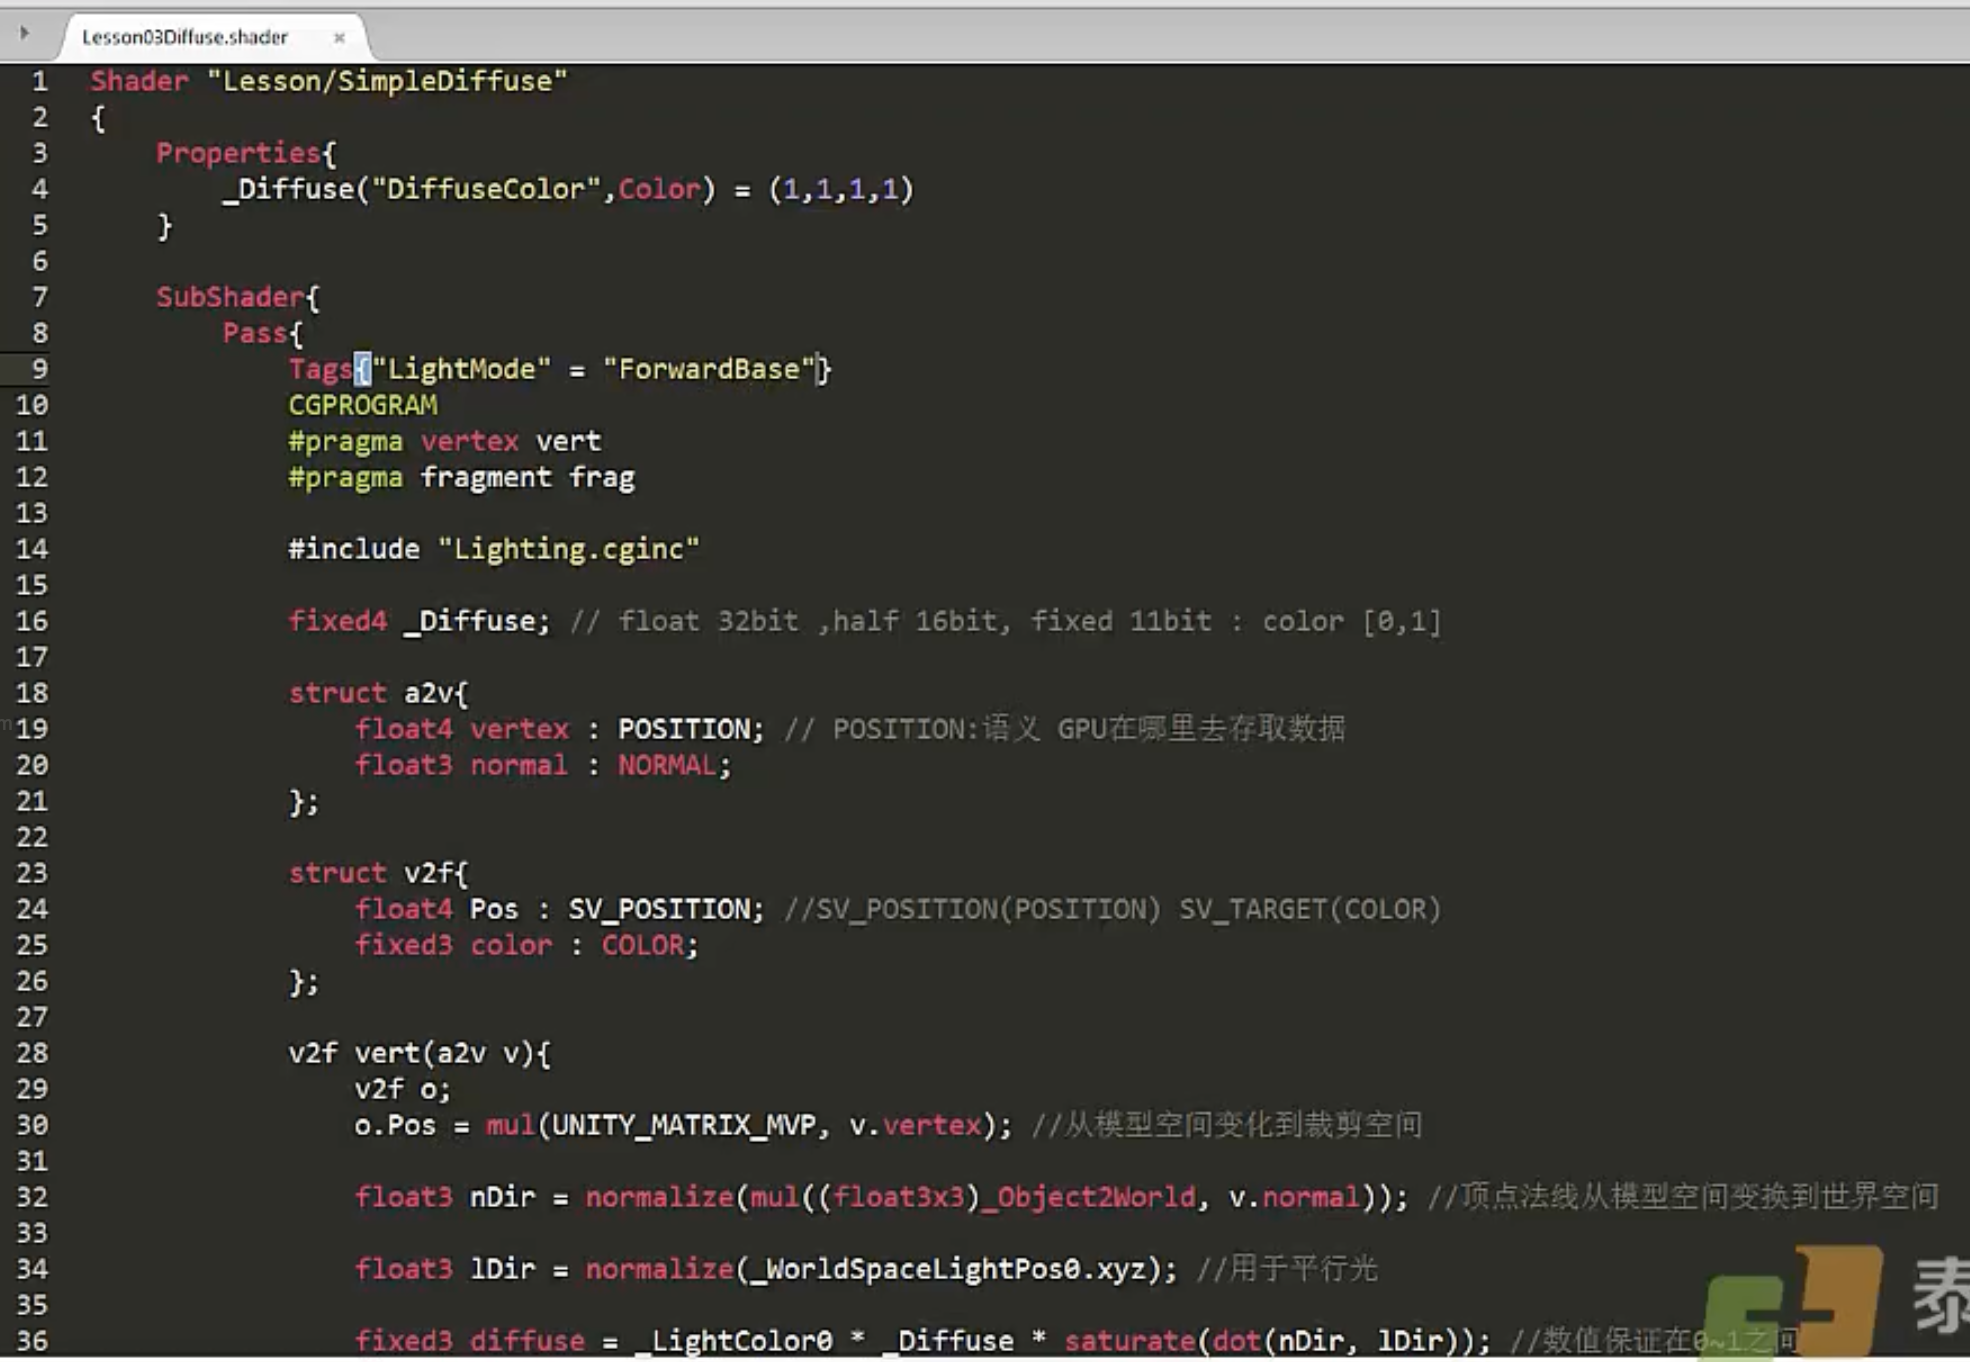 Lesson03Diffuse.shader ×
1 Shader "Lesson/SimpleDiffuse"
2 {
3 Properties{
4 _Diffuse("DiffuseColor",Color) = (1,1,1,1)
5 }
6
7 SubShader{
8 Pass{
9 Tags{"LightMode" = "ForwardBase"}
10 CGPROGRAM
11 #pragma vertex vert
12 #pragma fragment frag
13
14 #include "Lighting.cginc"
15
16 fixed4 _Diffuse; // float 32bit ,half 16bit, fixed 11bit : color [0,1]
17
18 struct a2v{
19 float4 vertex : POSITION; // POSITION:语义 GPU在哪里去存取数据
20 float3 normal : NORMAL;
21 };
22
23 struct v2f{
24 float4 Pos : SV_POSITION; //SV_POSITION(POSITION) SV_TARGET(COLOR)
25 fixed3 color : COLOR;
26 };
27
28 v2f vert(a2v v){
29 v2f o;
30 o.Pos = mul(UNITY_MATRIX_MVP, v.vertex); //从模型空间变化到裁剪空间
31
32 float3 nDir = normalize(mul((float3x3)_Object2World, v.normal)); //顶点法线从模型空间变换到世界空间
33
34 float3 lDir = normalize(_WorldSpaceLightPos0.xyz); //用于平行光
35
36 fixed3 diffuse = _LightColor0 * _Diffuse * saturate(dot(nDir, lDir)); //数值保证在0~1之间
泰